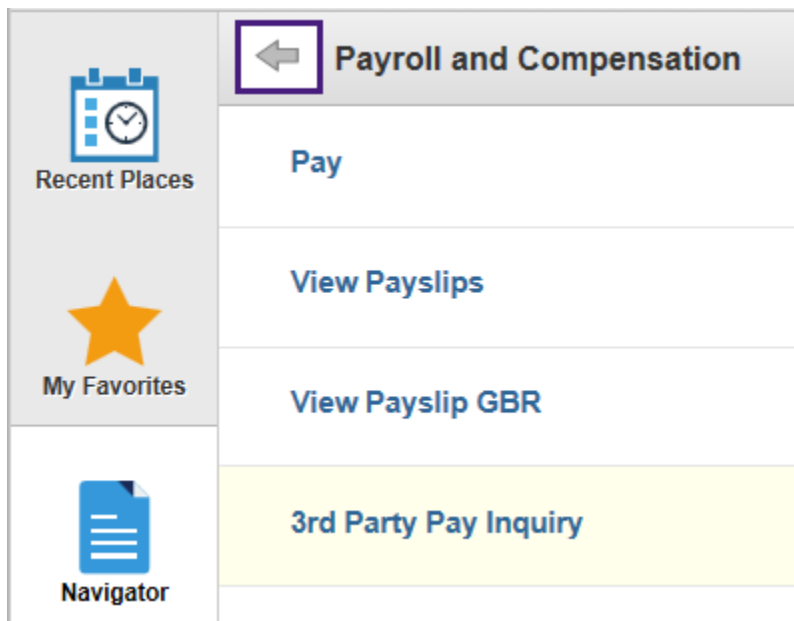 Payroll and Compensation
Recent Places
My Favorites
Navigator
Pay
View Payslips
View Payslip GBR
3rd Party Pay Inquiry